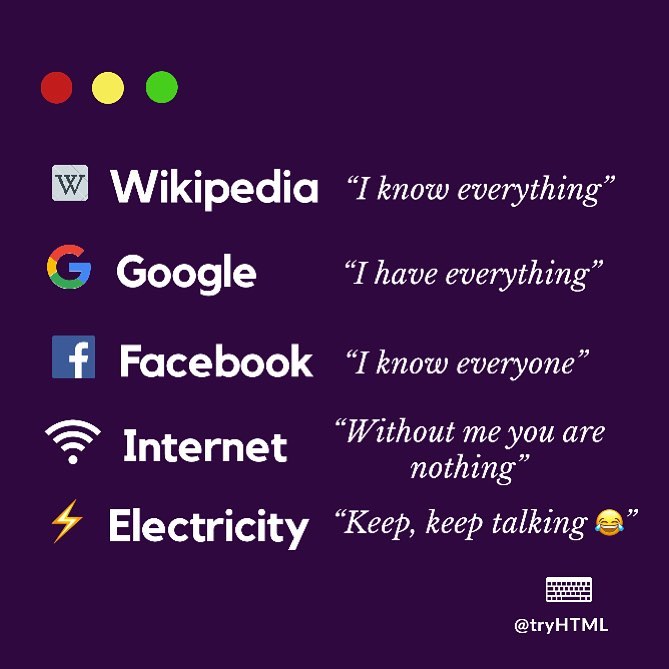 W Wikipedia “I know everything”
G Google “I have everything”
f Facebook “I know everyone”
Internet “Without me you are
nothing”
Electricity “Keep, keep talking 😂”
@tryHTML